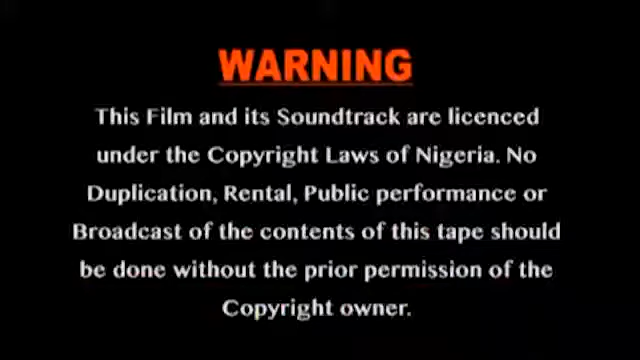 WARNING
This Film and its Soundtrack are licenced
under the Copyright Laws of Nigeria. No
Duplication, Rental, Public performance or
Broadcast of the contents of this tape should
be done without the prior permission of the
Copyright owner.